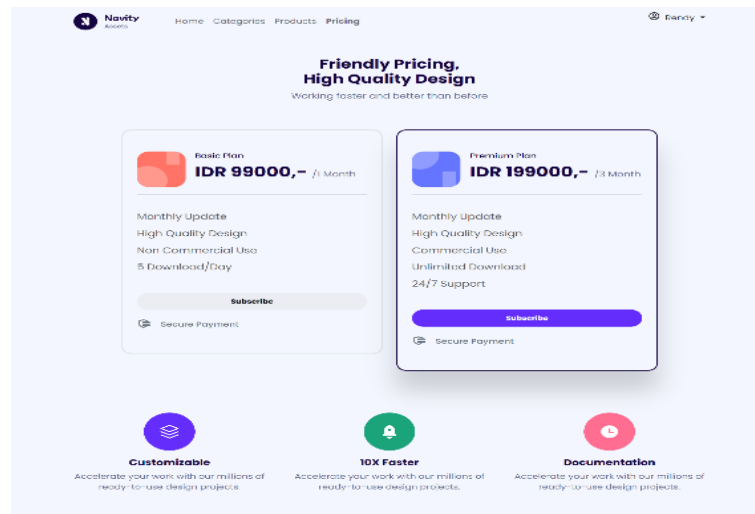 Navity
Assets
Home Categories Products Pricing
Rendy
Friendly Pricing,
High Quality Design
Working faster and better than before
Basic Plan
IDR 99000,- /1 Month
Monthly Update
High Quality Design
Non Commercial Use
5 Download/Day
Subscribe
Secure Payment
Premium Plan
IDR 199000,- /3 Month
Monthly Update
High Quality Design
Commercial Use
Unlimited Download
24/7 Support
Subscribe
Secure Payment
Customizable
Accelerate your work with our millions of
ready-to-use design projects.
10X Faster
Accelerate your work with our millions of
ready-to-use design projects.
Documentation
Accelerate your work with our millions of
ready-to-use design projects.